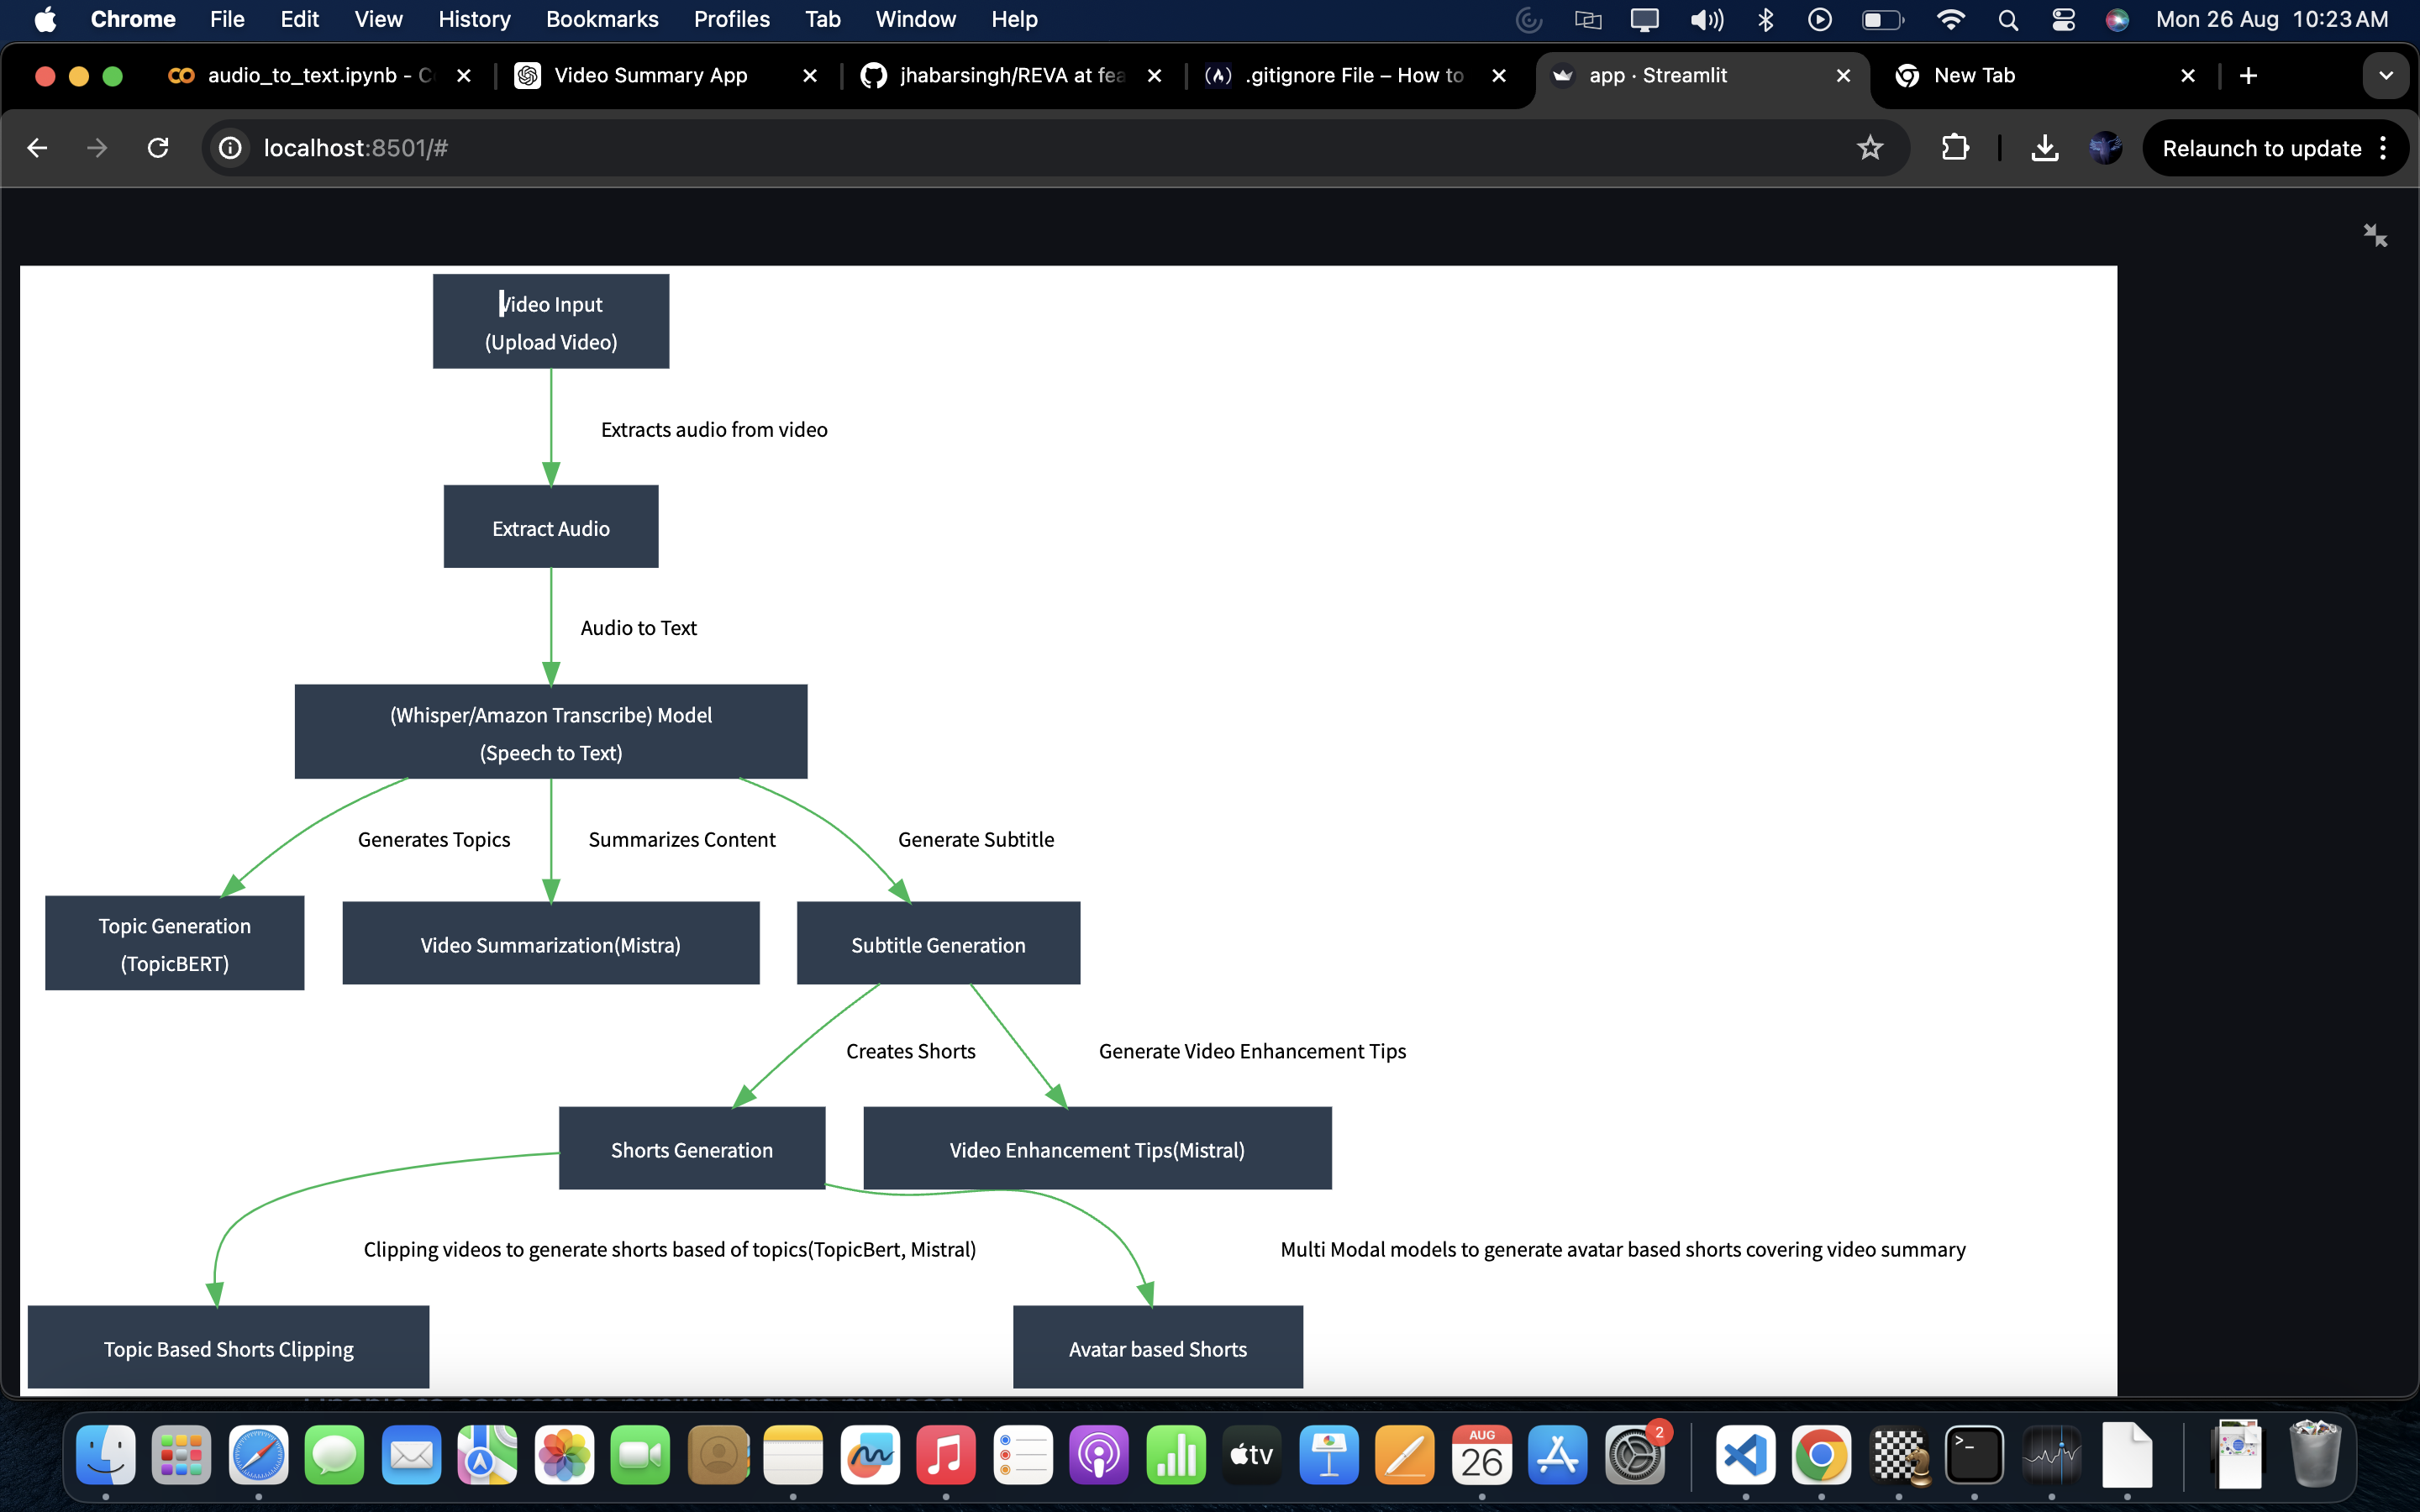 Chrome File Edit View History Bookmarks Profiles Tab Window Help Mon 26 Aug 10:23 AM
audio_to_text.ipynb - C Video Summary App jhabarsingh/REVA at fea .gitignore File – How to app · Streamlit New Tab
localhost:8501/# Relaunch to update
Video Input
(Upload Video)
Extracts audio from video
Extract Audio
Audio to Text
(Whisper/Amazon Transcribe) Model
(Speech to Text)
Generates Topics Summarizes Content Generate Subtitle
Topic Generation
(TopicBERT)
Video Summarization(Mistra)
Subtitle Generation
Creates Shorts Generate Video Enhancement Tips
Shorts Generation Video Enhancement Tips(Mistral)
Clipping videos to generate shorts based of topics(TopicBert, Mistral) Multi Modal models to generate avatar based shorts covering video summary
Topic Based Shorts Clipping Avatar based Shorts
tv
AUG
26
2